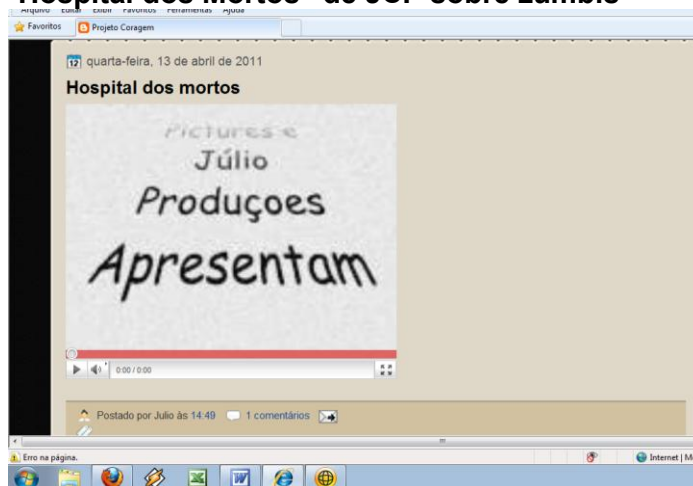 "Hospital dos Mortos" de JCP sobre zumbis
Arquivo Editar Exibir Favoritos Ferramentas Ajuda
Favoritos Projeto Coragem
12 quarta-feira, 13 de abril de 2011
Hospital dos mortos
Pictures e
Júlio
Produçoes
Apresentam
0:00 / 0:00
Postado por Julio às 14:49 1 comentários
Erro na página.
Internet | M